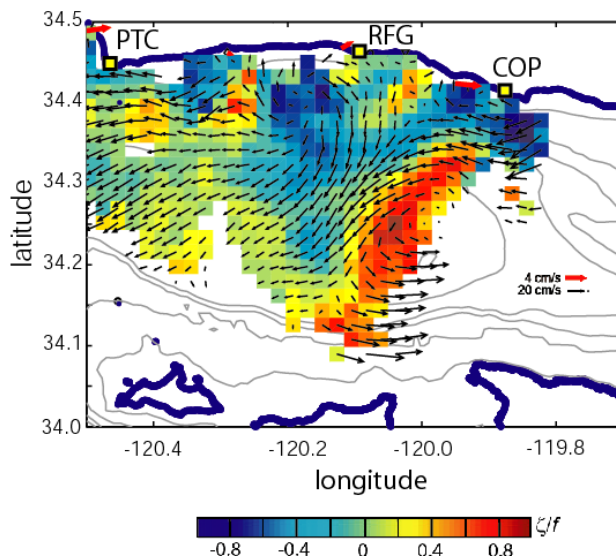 34.5
PTC
RFG
COP
34.4
34.3
34.2
34.1
34.0
latitude
4 cm/s
20 cm/s
-120.4
-120.2
-120.0
-119.8
longitude
ζ/f
-0.8
-0.4
0
0.4
0.8